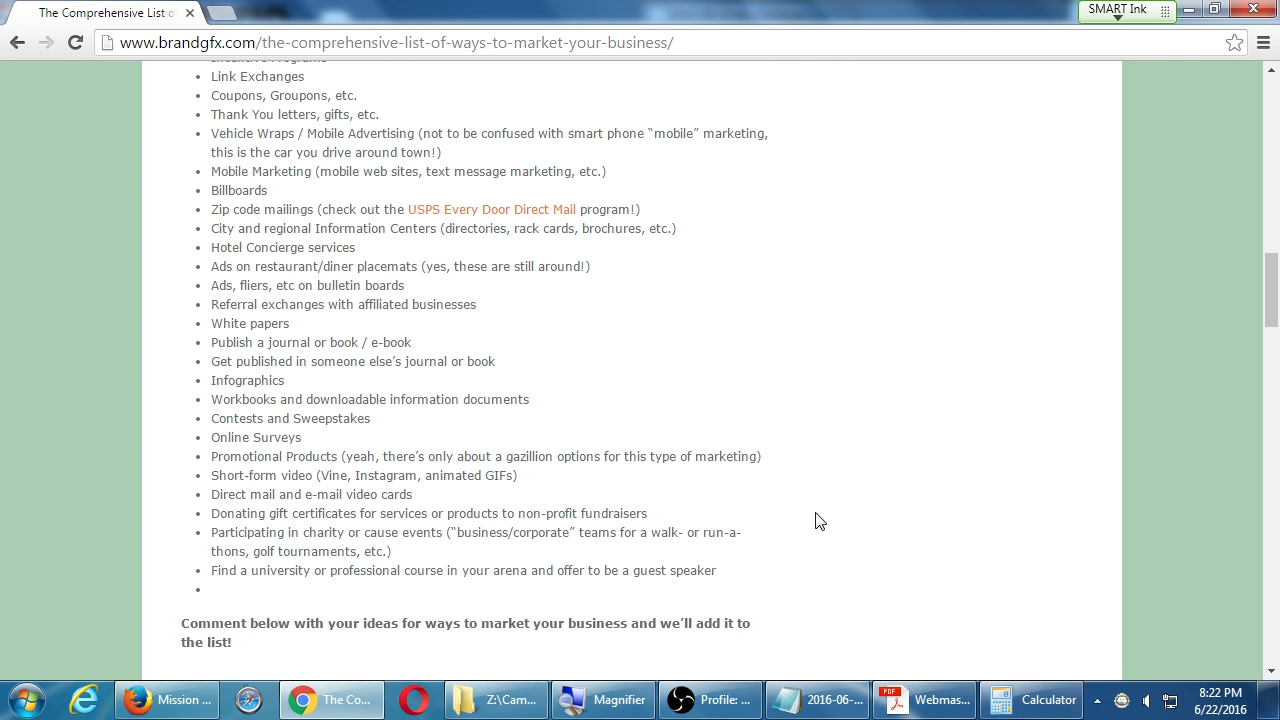 The Comprehensive List o
SMART Ink
www.brandgfx.com/the-comprehensive-list-of-ways-to-market-your-business/
Link Exchanges
Coupons, Groupons, etc.
Thank You letters, gifts, etc.
Vehicle Wraps / Mobile Advertising (not to be confused with smart phone “mobile” marketing,
this is the car you drive around town!)
Mobile Marketing (mobile web sites, text message marketing, etc.)
Billboards
Zip code mailings (check out the USPS Every Door Direct Mail program!)
City and regional Information Centers (directories, rack cards, brochures, etc.)
Hotel Concierge services
Ads on restaurant/diner placemats (yes, these are still around!)
Ads, fliers, etc on bulletin boards
Referral exchanges with affiliated businesses
White papers
Publish a journal or book / e-book
Get published in someone else’s journal or book
Infographics
Workbooks and downloadable information documents
Contests and Sweepstakes
Online Surveys
Promotional Products (yeah, there’s only about a gazillion options for this type of marketing)
Short-form video (Vine, Instagram, animated GIFs)
Direct mail and e-mail video cards
Donating gift certificates for services or products to non-profit fundraisers
Participating in charity or cause events (“business/corporate” teams for a walk- or run-a-
thons, golf tournaments, etc.)
Find a university or professional course in your arena and offer to be a guest speaker
Comment below with your ideas for ways to market your business and we’ll add it to
the list!
Mission ...
The Co...
Z:\Cam...
Magnifier
Profile: ...
2016-06-...
PDF
Webmas...
Calculator
8:22 PM
6/22/2016